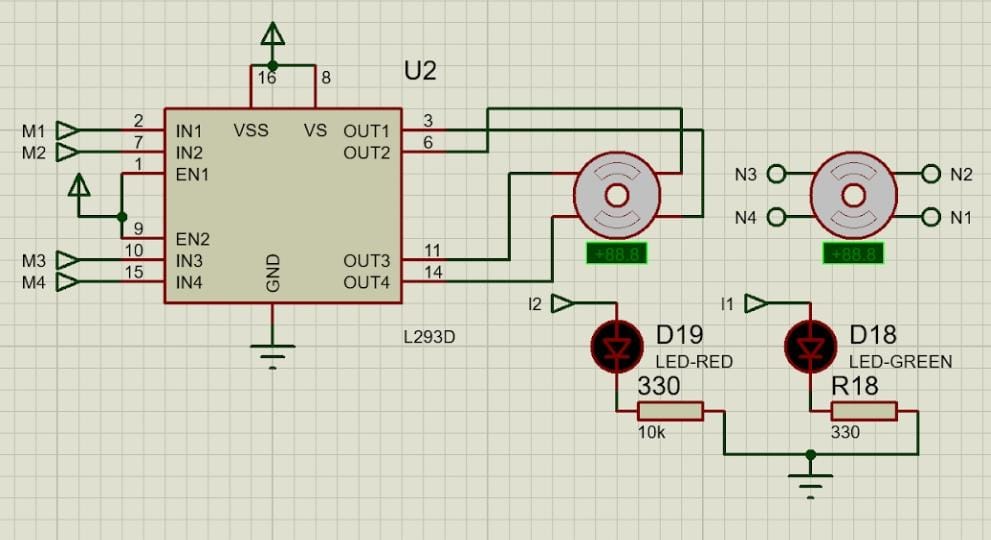 U2
16 8
M1 2 IN1 VSS VS OUT1 3
M2 7 IN2 OUT2 6
1 EN1
N3 N2
N4 N1
9 EN2
M3 10 IN3 OUT3 11
M4 15 IN4 OUT4 14
GND
+88.8 +88.8
L293D
I2 I1
D19 D18
LED-RED LED-GREEN
330 R18
10k 330